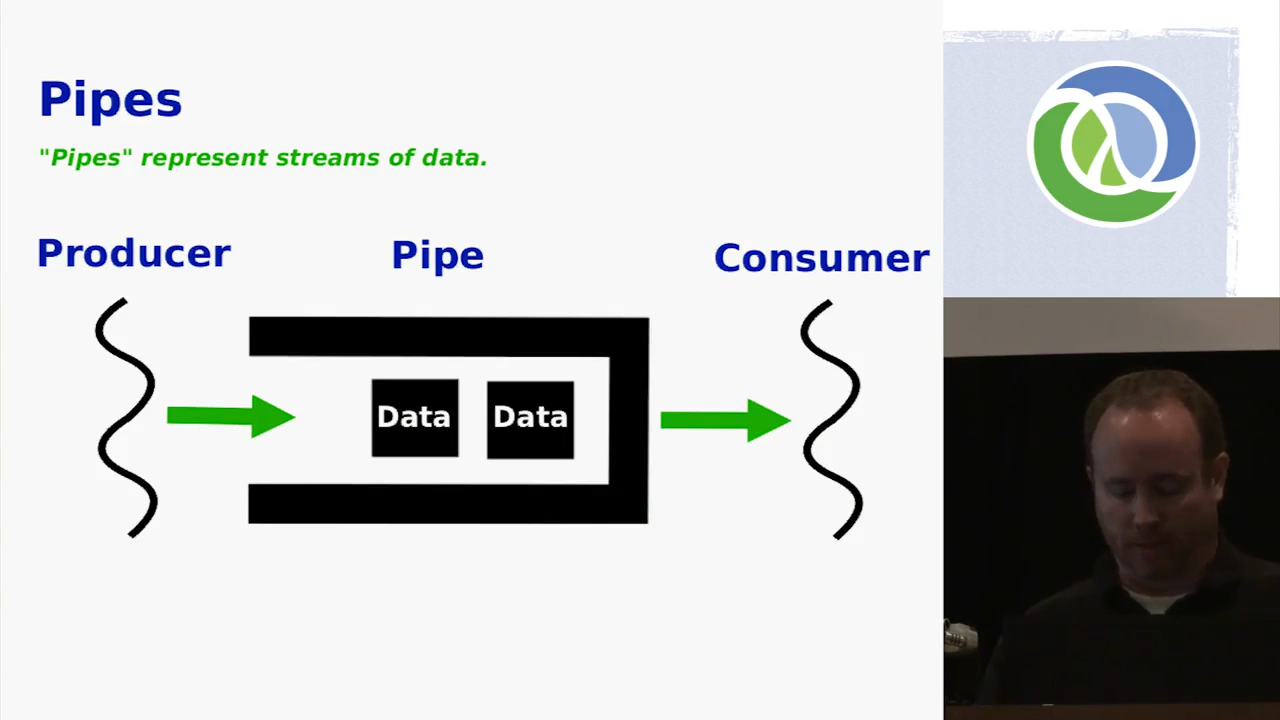 Pipes
"Pipes" represent streams of data.
Producer
Pipe
Consumer
Data
Data